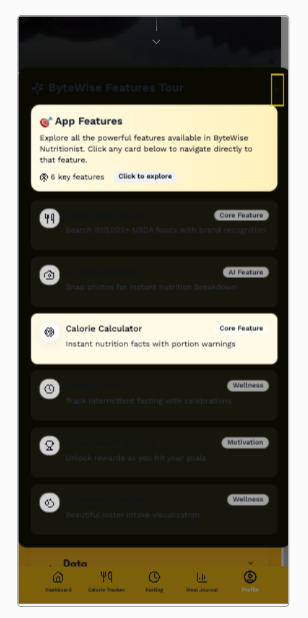 ByteWise Features Tour
App Features
Explore all the powerful features available in ByteWise
Nutritionist. Click any card below to navigate directly to
that feature.
6 key features Click to explore
Core Feature
Search 300,000+ USDA foods with brand recognition
AI Feature
Snap photos for instant nutrition breakdown
Calorie Calculator Core Feature
Instant nutrition facts with portion warnings
Wellness
Track intermittent fasting with celebrations
Motivation
Unlock rewards as you hit your goals
Wellness
Beautiful water intake visualization
Data
Dashboard Calorie Tracker Fasting Meal Journal Profile